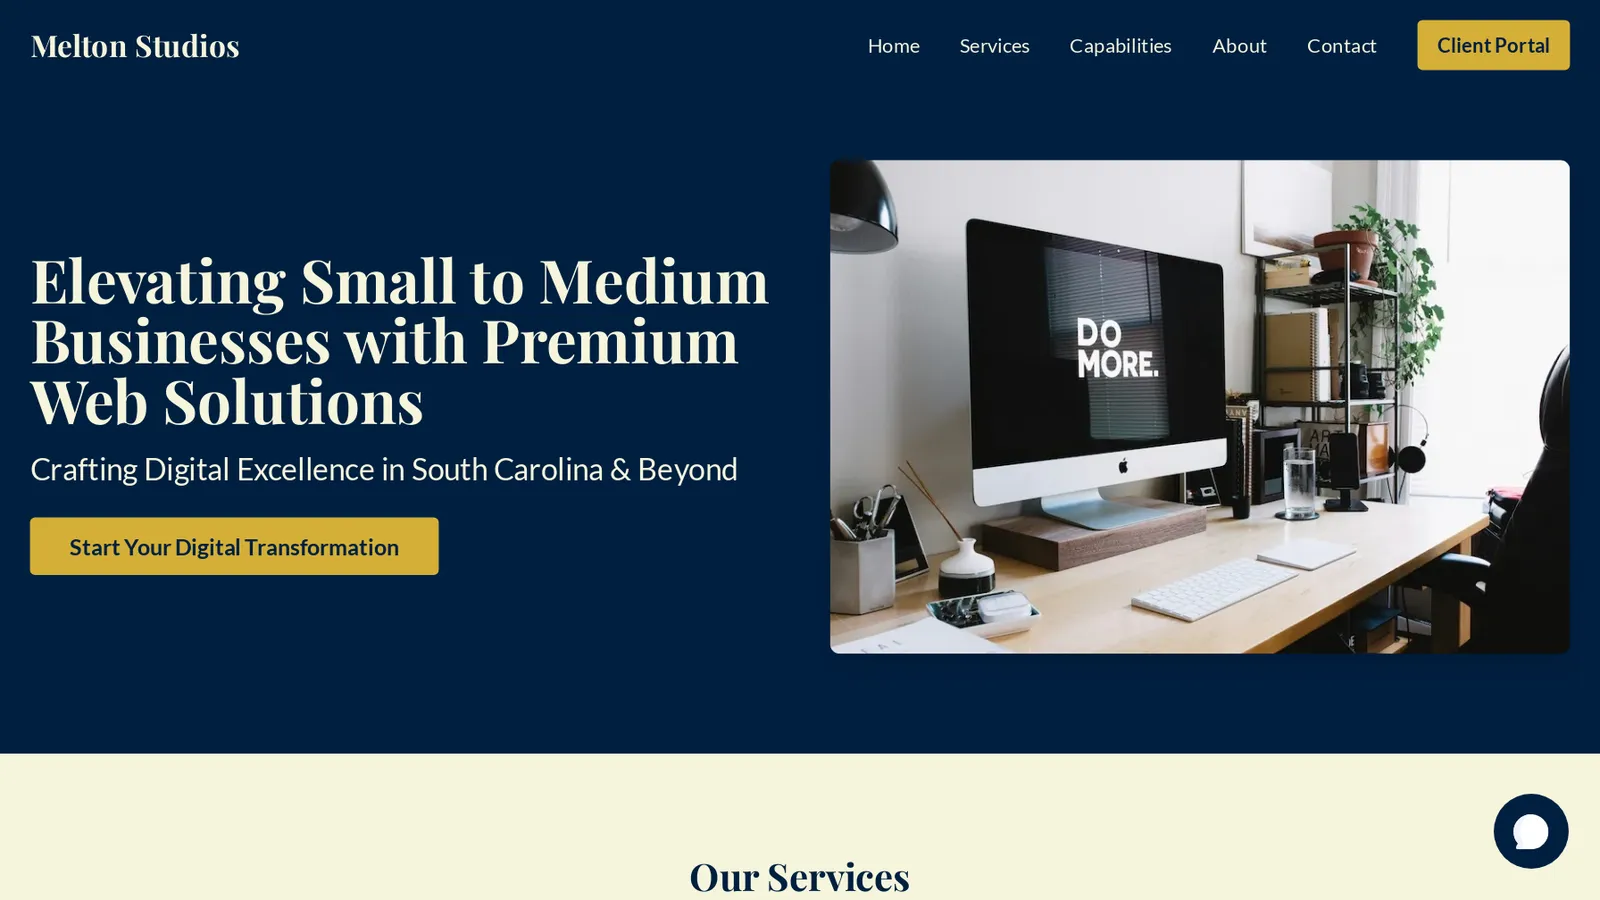 Melton Studios
Home
Services
Capabilities
About
Contact
Client Portal
Elevating Small to Medium
Businesses with Premium
Web Solutions
Crafting Digital Excellence in South Carolina & Beyond
Start Your Digital Transformation
DO
MORE.
Our Services